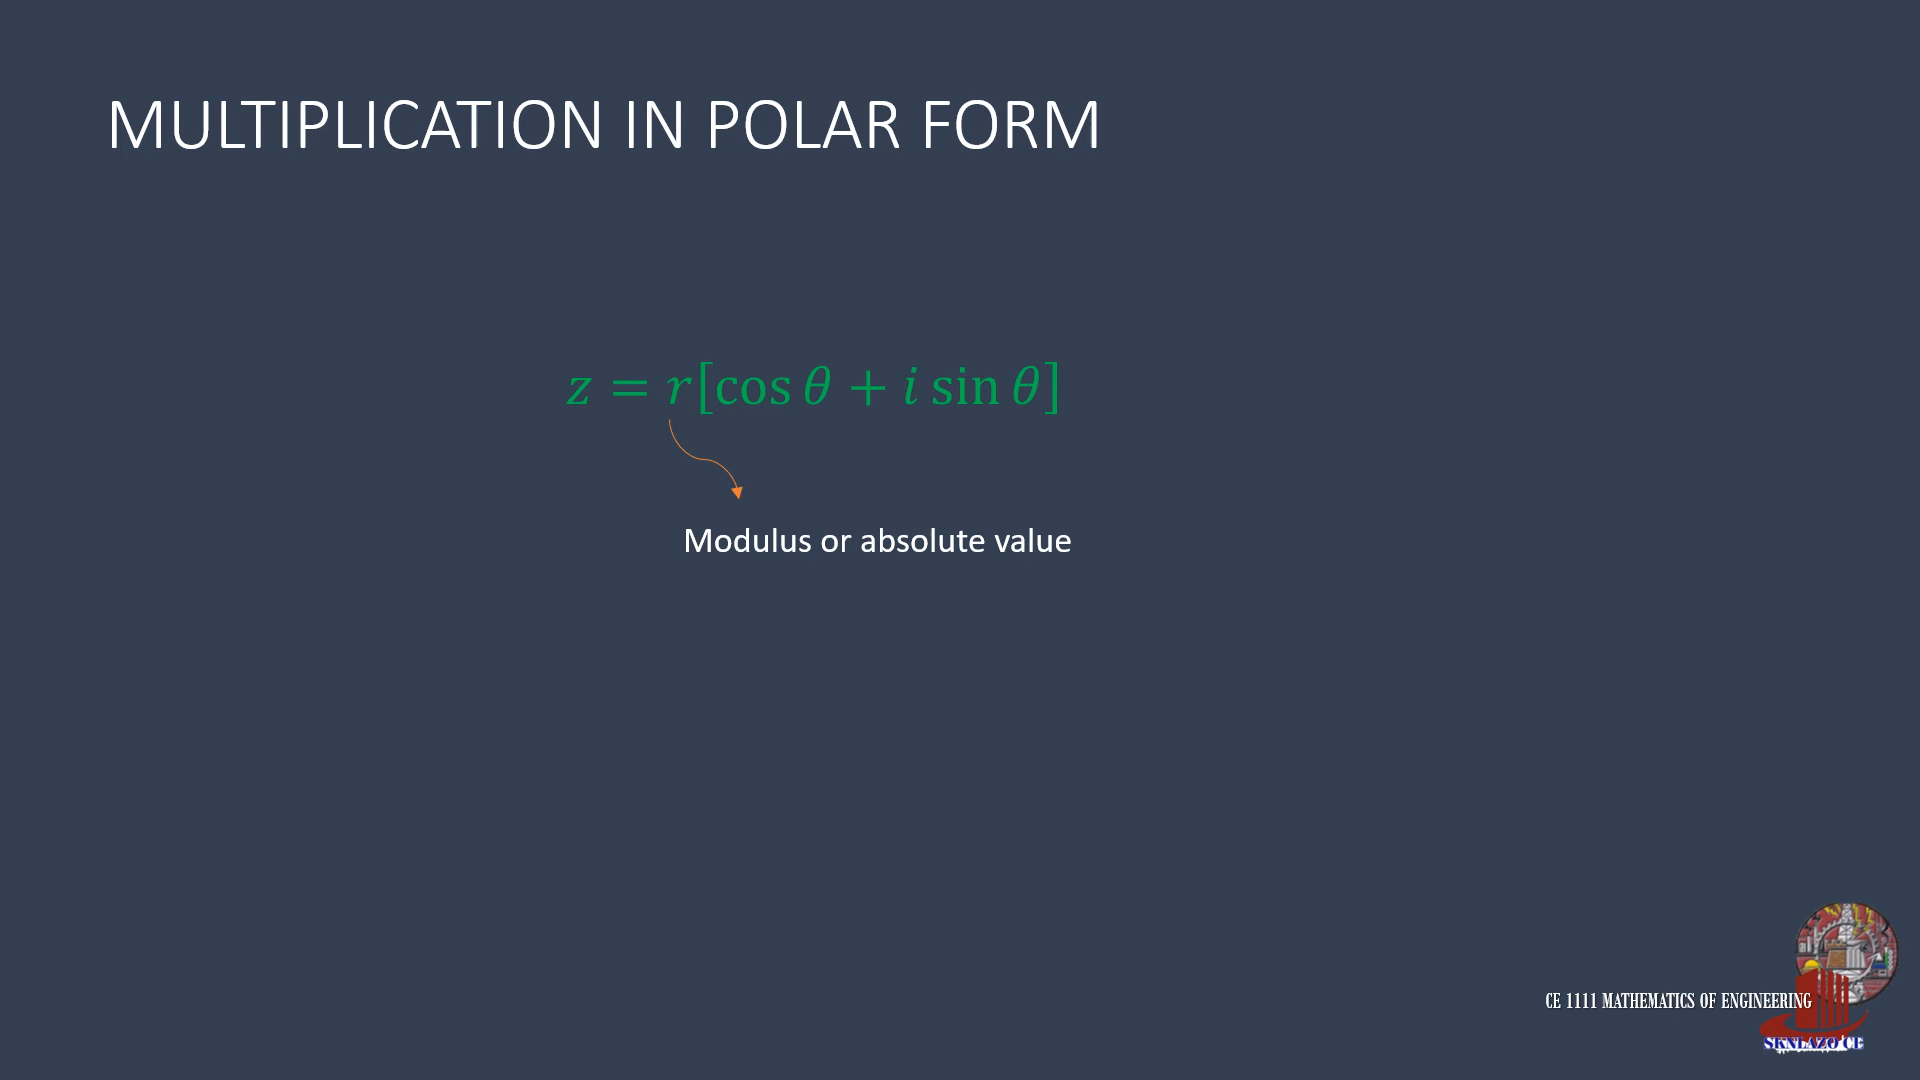 MULTIPLICATION IN POLAR FORM
z = r[cos θ + i sin θ]
Modulus or absolute value
CE 1111 MATHEMATICS OF ENGINEERING